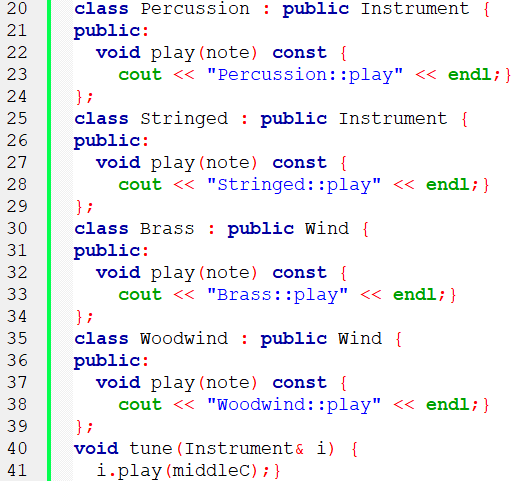 20 class Percussion : public Instrument {
21 public:
22   void play(note) const {
23     cout << "Percussion::play" << endl;}
24 };
25 class Stringed : public Instrument {
26 public:
27   void play(note) const {
28     cout << "Stringed::play" << endl;}
29 };
30 class Brass : public Wind {
31 public:
32   void play(note) const {
33     cout << "Brass::play" << endl;}
34 };
35 class Woodwind : public Wind {
36 public:
37   void play(note) const {
38     cout << "Woodwind::play" << endl;}
39 };
40 void tune(Instrument& i) {
41   i.play(middleC);}